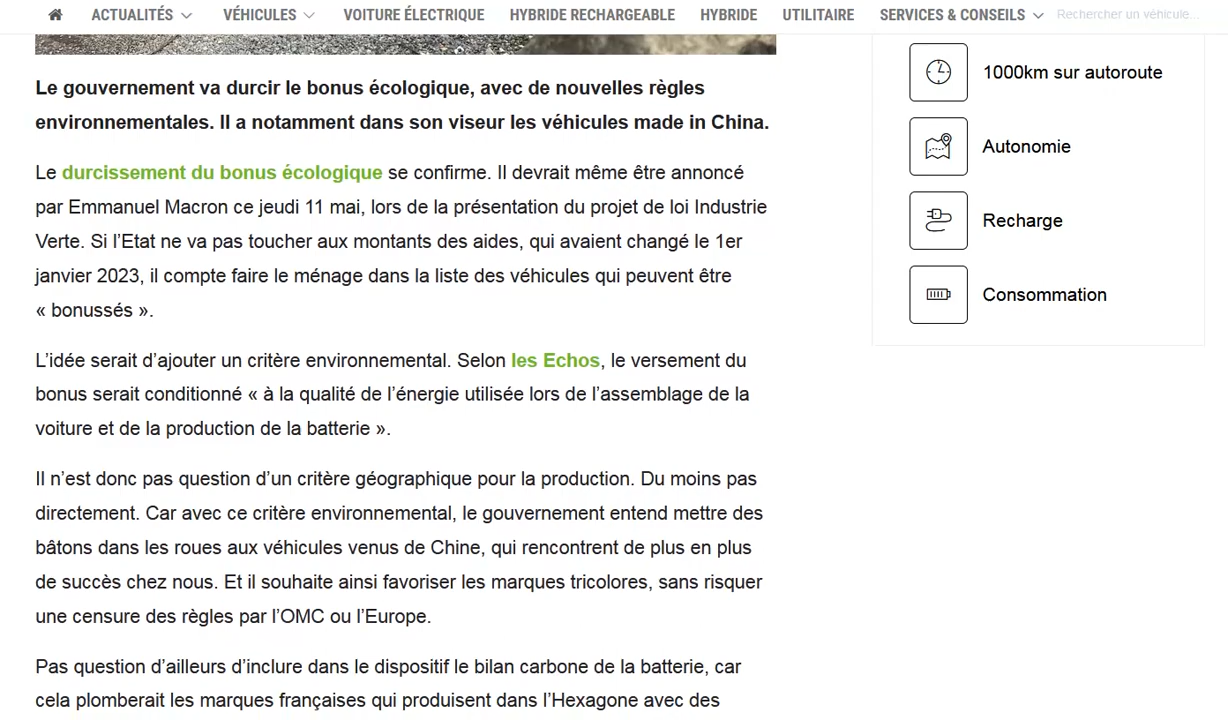 ACTUALITÉS VÉHICULES VOITURE ÉLECTRIQUE HYBRIDE RECHARGEABLE HYBRIDE UTILITAIRE SERVICES & CONSEILS Rechercher un véhicule...
Le gouvernement va durcir le bonus écologique, avec de nouvelles règles
environnementales. Il a notamment dans son viseur les véhicules made in China.
Le durcissement du bonus écologique se confirme. Il devrait même être annoncé
par Emmanuel Macron ce jeudi 11 mai, lors de la présentation du projet de loi Industrie
Verte. Si l’Etat ne va pas toucher aux montants des aides, qui avaient changé le 1er
janvier 2023, il compte faire le ménage dans la liste des véhicules qui peuvent être
« bonussés ».
L’idée serait d’ajouter un critère environnemental. Selon les Echos, le versement du
bonus serait conditionné « à la qualité de l’énergie utilisée lors de l’assemblage de la
voiture et de la production de la batterie ».
Il n’est donc pas question d’un critère géographique pour la production. Du moins pas
directement. Car avec ce critère environnemental, le gouvernement entend mettre des
bâtons dans les roues aux véhicules venus de Chine, qui rencontrent de plus en plus
de succès chez nous. Et il souhaite ainsi favoriser les marques tricolores, sans risquer
une censure des règles par l’OMC ou l’Europe.
Pas question d’ailleurs d’inclure dans le dispositif le bilan carbone de la batterie, car
cela plomberait les marques françaises qui produisent dans l’Hexagone avec des
1000km sur autoroute
Autonomie
Recharge
Consommation